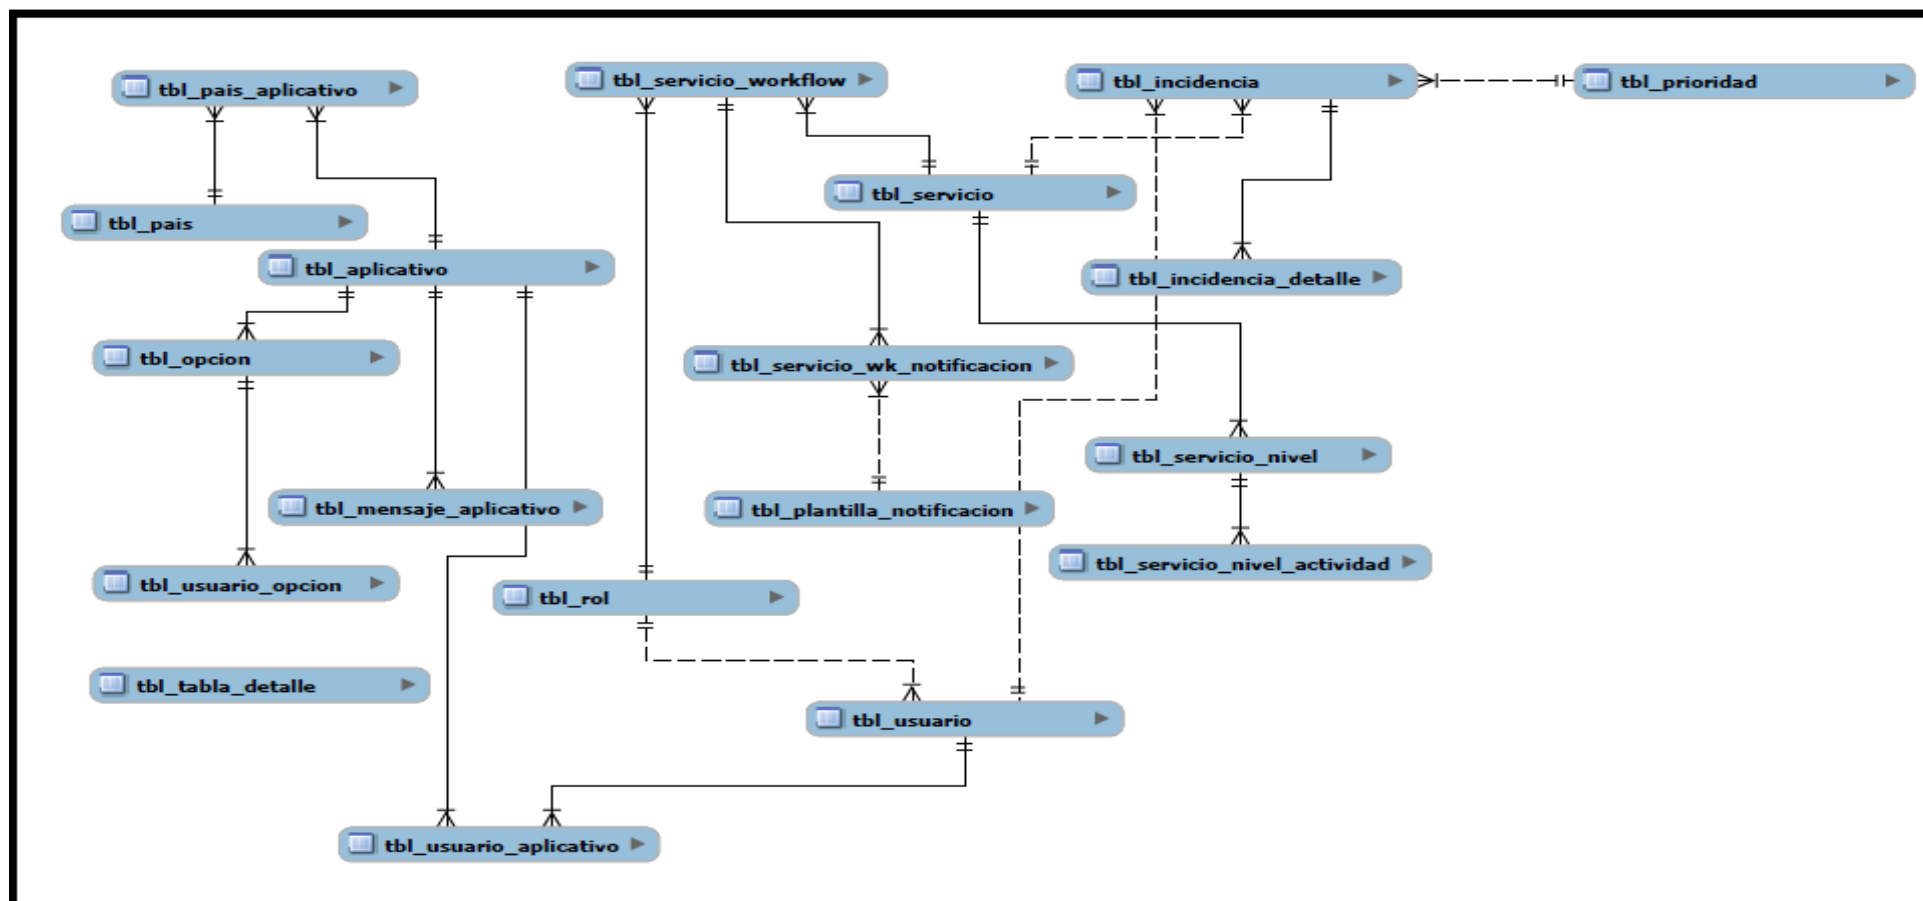 tbl_pais_aplicativo
tbl_servicio_workflow
tbl_incidencia
tbl_prioridad
tbl_servicio
tbl_pais
tbl_aplicativo
tbl_incidencia_detalle
tbl_opcion
tbl_servicio_wk_notificacion
tbl_servicio_nivel
tbl_mensaje_aplicativo
tbl_plantilla_notificacion
tbl_servicio_nivel_actividad
tbl_usuario_opcion
tbl_rol
tbl_tabla_detalle
tbl_usuario
tbl_usuario_aplicativo